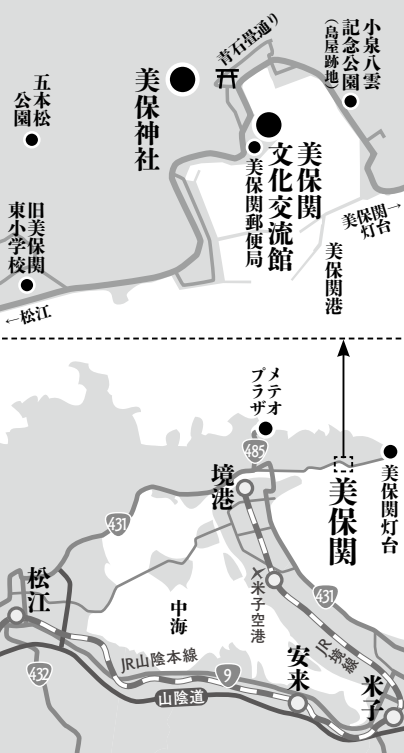 青石畳通り
小泉八雲
記念公園
（島屋跡地）
美保神社
五本松
公園
美保関
文化交流館
美保関郵便局
旧美保関
東小学校
美保関→
灯台
美保関港
←松江
メテオ
プラザ
485
境港
美保関
美保関灯台
431
米子空港
431
松江
中海
JR境線
JR山陰本線
9
安来
米子
山陰道
432